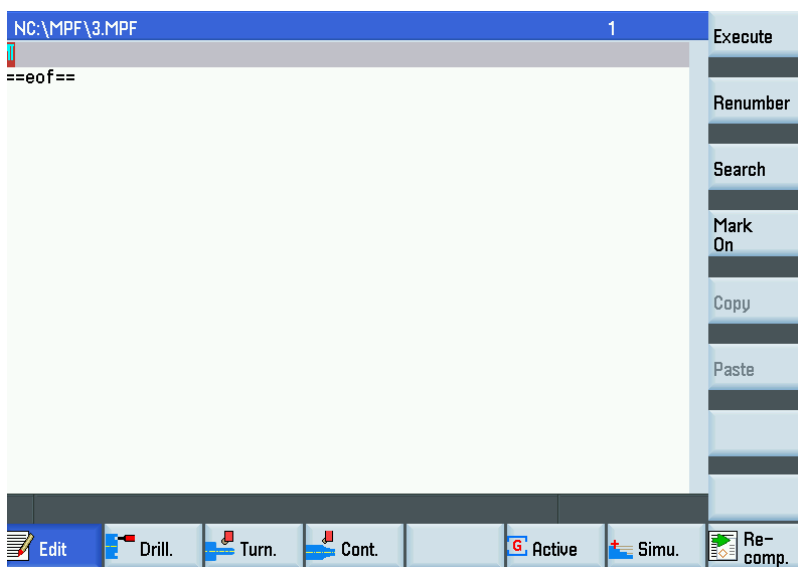 NC:\MPF\3.MPF 1
¶
==eof==
Execute
Renumber
Search
Mark
On
Copy
Paste
Edit
Drill.
Turn.
Cont.
G Active
Simu.
Re-
comp.